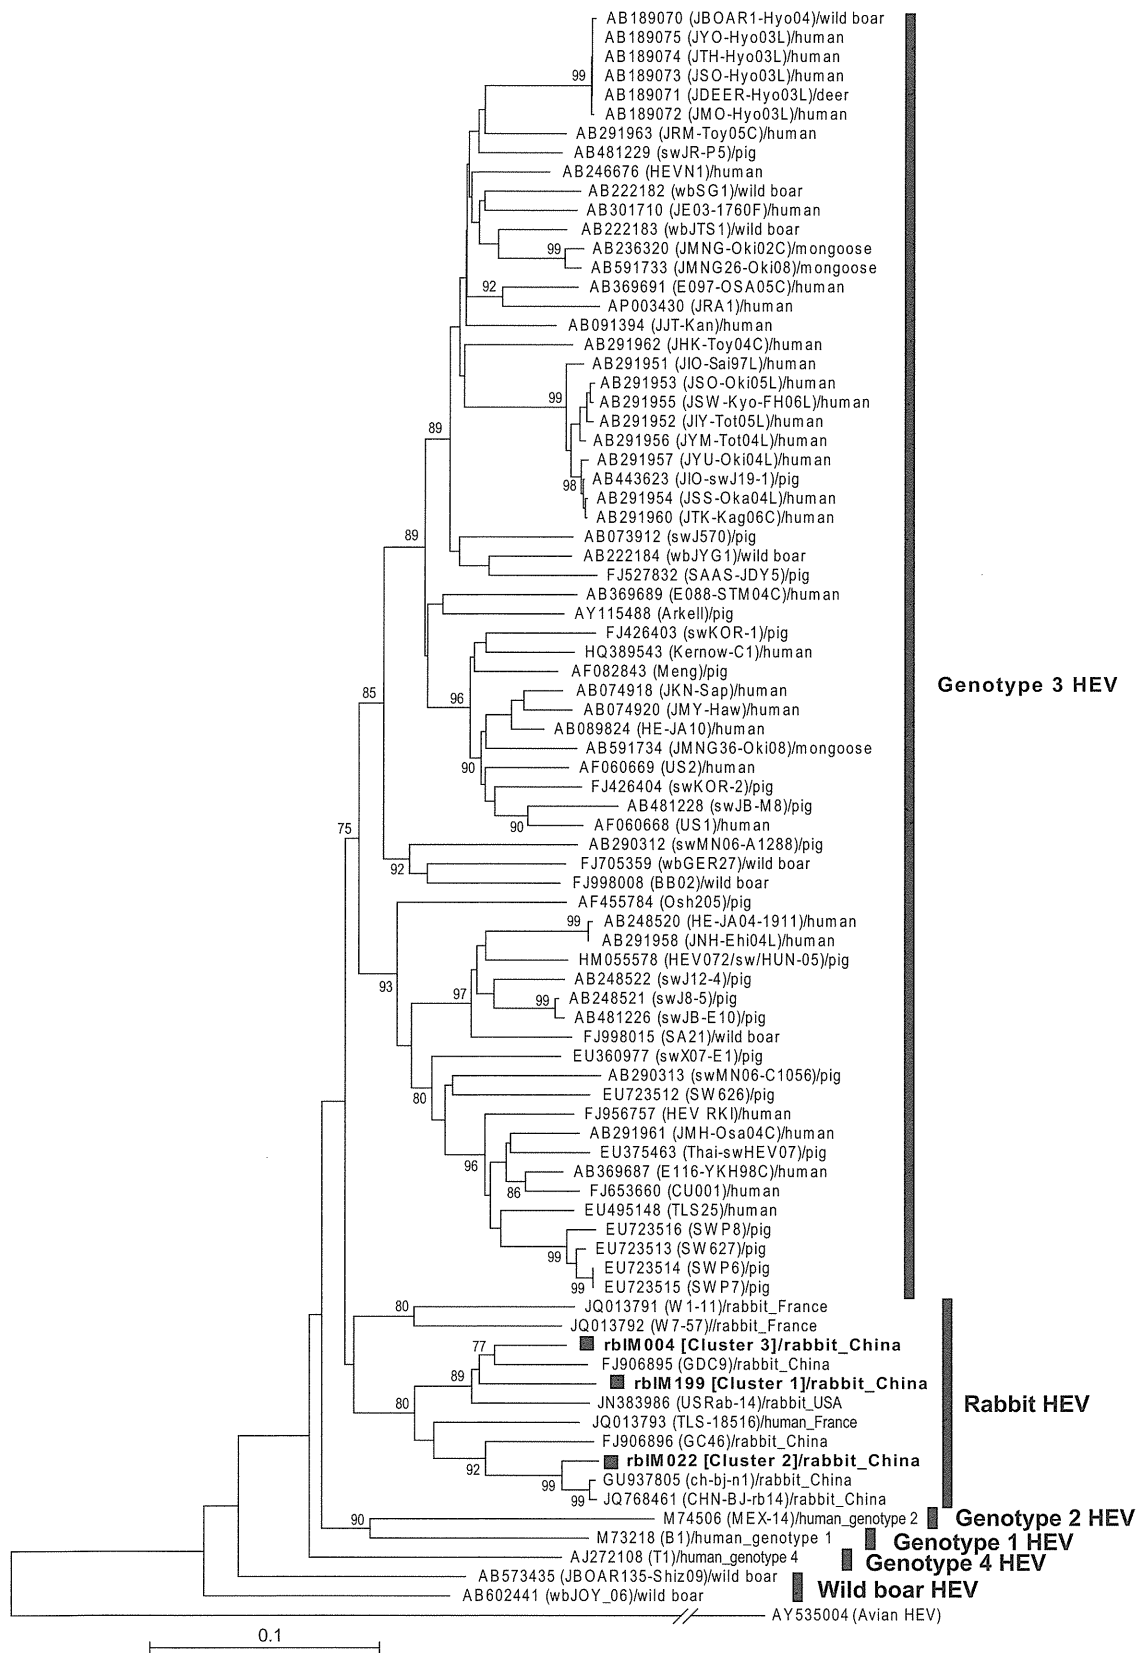 AB189070 (JBOAR1-Hyo04)/wild boar
AB189075 (JYO-Hyo03L)/human
AB189074 (JTH-Hyo03L)/human
AB189073 (JSO-Hyo03L)/human
99
AB189071 (JDEER-Hyo03L)/deer
AB189072 (JMO-Hyo03L)/human
AB291963 (JRM-Toy05C)/human
AB481229 (swJR-P5)/pig
AB246676 (HEVN1)/human
AB222182 (wbSG1)/wild boar
AB301710 (JE03-1760F)/human
AB222183 (wbJTS1)/wild boar
99
AB236320 (JMNG-Oki02C)/mongoose
AB591733 (JMNG26-Oki08)/mongoose
92
AB369691 (E097-OSA05C)/human
AP003430 (JRA1)/human
AB091394 (JJT-Kan)/human
AB291962 (JHK-Toy04C)/human
AB291951 (JIO-Sai97L)/human
AB291953 (JSO-Oki05L)/human
99
AB291955 (JSW-Kyo-FH06L)/human
AB291952 (JIY-Tot05L)/human
89
AB291956 (JYM-Tot04L)/human
AB291957 (JYU-Oki04L)/human
AB443623 (JIO-swJ19-1)/pig
98
AB291954 (JSS-Oka04L)/human
AB291960 (JTK-Kag06C)/human
89
AB073912 (swJ570)/pig
AB222184 (wbJYG1)/wild boar
FJ527832 (SAAS-JDY5)/pig
AB369689 (E088-STM04C)/human
AY115488 (Arkell)/pig
FJ426403 (swKOR-1)/pig
HQ389543 (Kernow-C1)/human
AF082843 (Meng)/pig
Genotype 3 HEV
85
96
AB074918 (JKN-Sap)/human
AB074920 (JMY-Haw)/human
AB089824 (HE-JA10)/human
AB591734 (JMNG36-Oki08)/mongoose
90
AF060669 (US2)/human
FJ426404 (swKOR-2)/pig
AB481228 (swJB-M8)/pig
90
AF060668 (US1)/human
75
AB290312 (swMN06-A1288)/pig
92
FJ705359 (wbGER27)/wild boar
FJ998008 (BB02)/wild boar
AF455784 (Osh205)/pig
99
AB248520 (HE-JA04-1911)/human
AB291958 (JNH-Ehi04L)/human
HM055578 (HEV072/sw/HUN-05)/pig
93
AB248522 (swJ12-4)/pig
97
99
AB248521 (swJ8-5)/pig
AB481226 (swJB-E10)/pig
FJ998015 (SA21)/wild boar
EU360977 (swX07-E1)/pig
AB290313 (swMN06-C1056)/pig
80
EU723512 (SW626)/pig
FJ956757 (HEV RKI)/human
AB291961 (JMH-Osa04C)/human
EU375463 (Thai-swHEV07)/pig
96
AB369687 (E116-YKH98C)/human
86
FJ653660 (CU001)/human
EU495148 (TLS25)/human
EU723516 (SWP8)/pig
EU723513 (SW627)/pig
99
EU723514 (SWP6)/pig
99
EU723515 (SWP7)/pig
80
JQ013791 (W1-11)/rabbit_France
JQ013792 (W7-57)//rabbit_France
77
rbIM004 [Cluster 3]/rabbit_China
FJ906895 (GDC9)/rabbit_China
89
rbIM199 [Cluster 1]/rabbit_China
80
JN383986 (USRab-14)/rabbit_USA
Rabbit HEV
JQ013793 (TLS-18516)/human_France
FJ906896 (GC46)/rabbit_China
92
rbIM022 [Cluster 2]/rabbit_China
99
GU937805 (ch-bj-n1)/rabbit_China
99
JQ768461 (CHN-BJ-rb14)/rabbit_China
90
M74506 (MEX-14)/human_genotype 2
Genotype 2 HEV
M73218 (B1)/human_genotype 1
Genotype 1 HEV
AJ272108 (T1)/human_genotype 4
Genotype 4 HEV
AB573435 (JBOAR135-Shiz09)/wild boar
Wild boar HEV
AB602441 (wbJOY_06)/wild boar
AY535004 (Avian HEV)
0.1